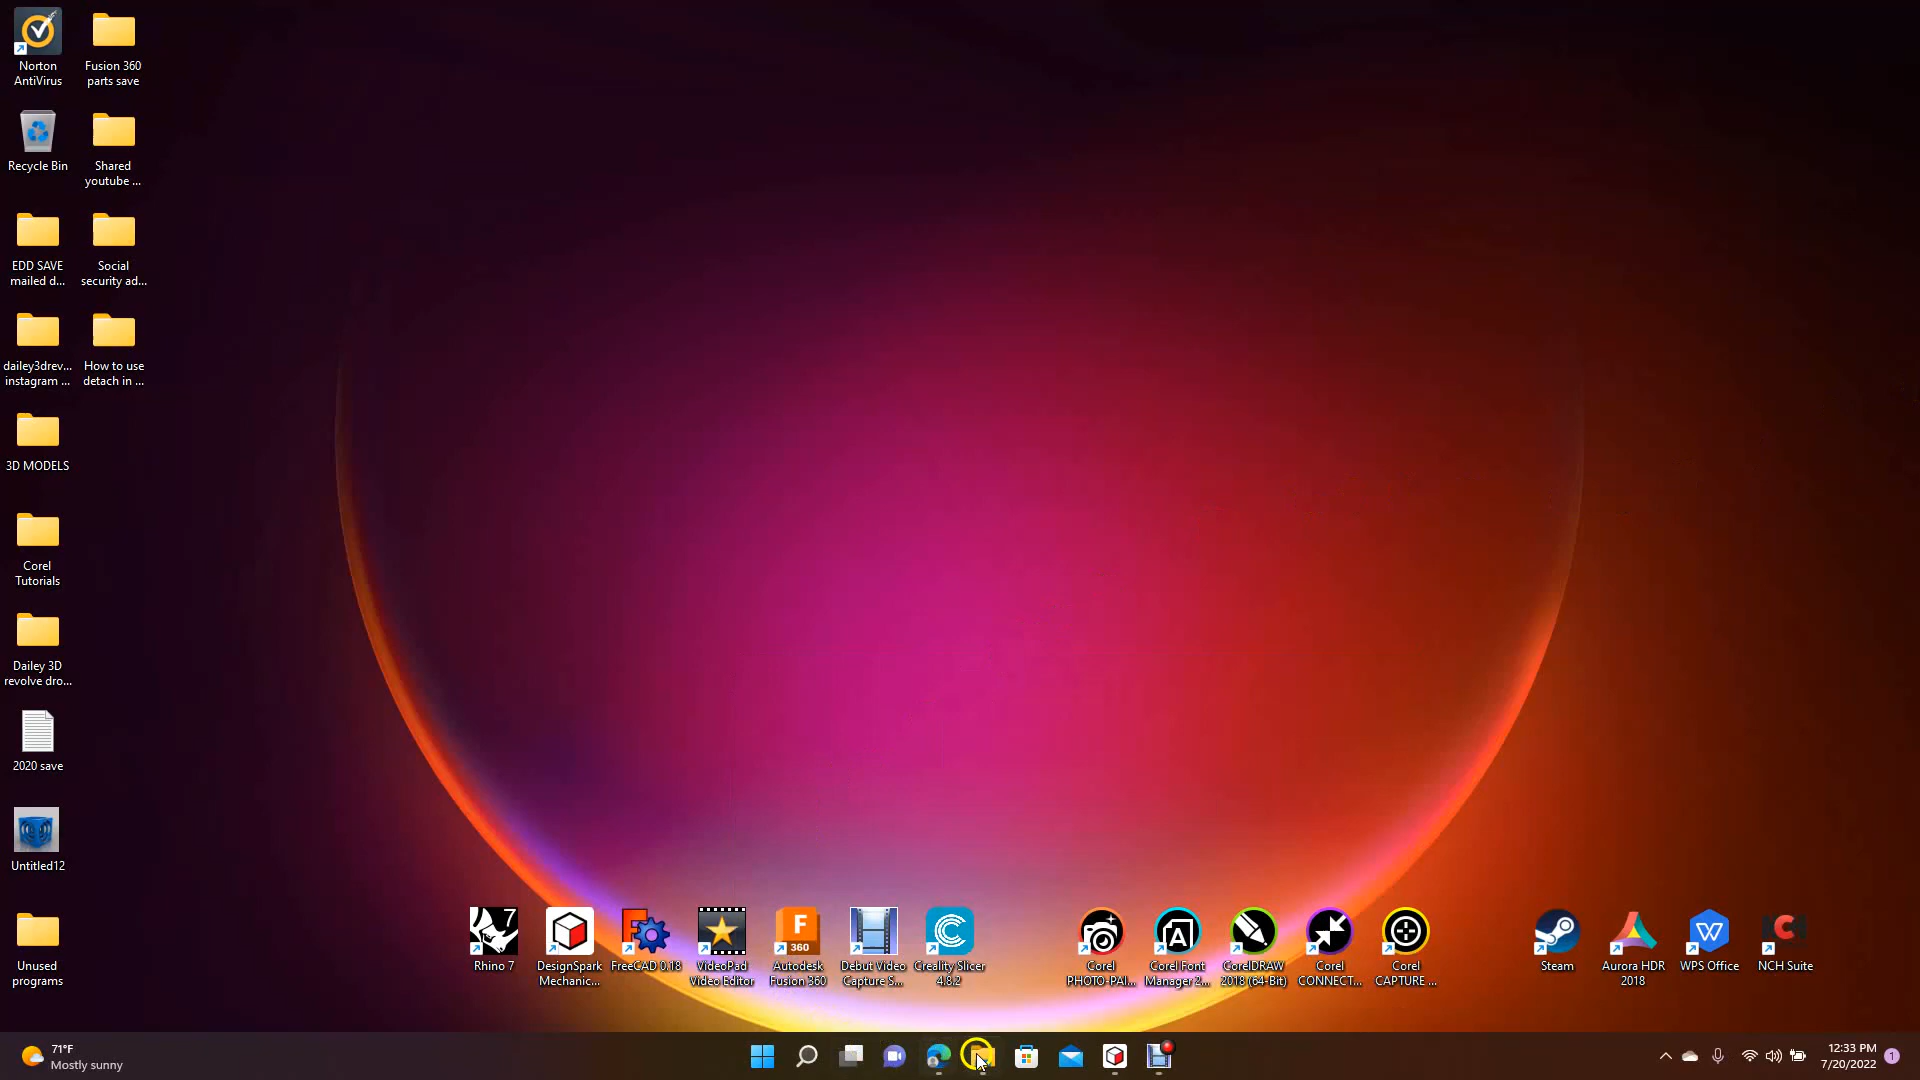 Norton
AntiVirus
Fusion 360
parts save
Recycle Bin
Shared
youtube ...
EDD SAVE
mailed d...
Social
security ad...
dailey3drev...
instagram ...
How to use
detach in ...
3D MODELS
Corel
Tutorials
Dailey 3D
revolve dro...
2020 save
Untitled12
Unused
programs
7
Rhino 7
DesignSpark
Mechanic...
FreeCAD 0.18
VideoPad
Video Editor
F
360
Autodesk
Fusion 360
Debut Video
Capture S...
Creality Slicer
4.8.2
Corel
PHOTO-PAI...
A
Corel Font
Manager 2...
CorelDRAW
2018 (64-Bit)
Corel
CONNECT...
Corel
CAPTURE ...
Steam
Aurora HDR
2018
W
WPS Office
C
NCH Suite
71°F
Mostly sunny
12:33 PM
7/20/2022
1